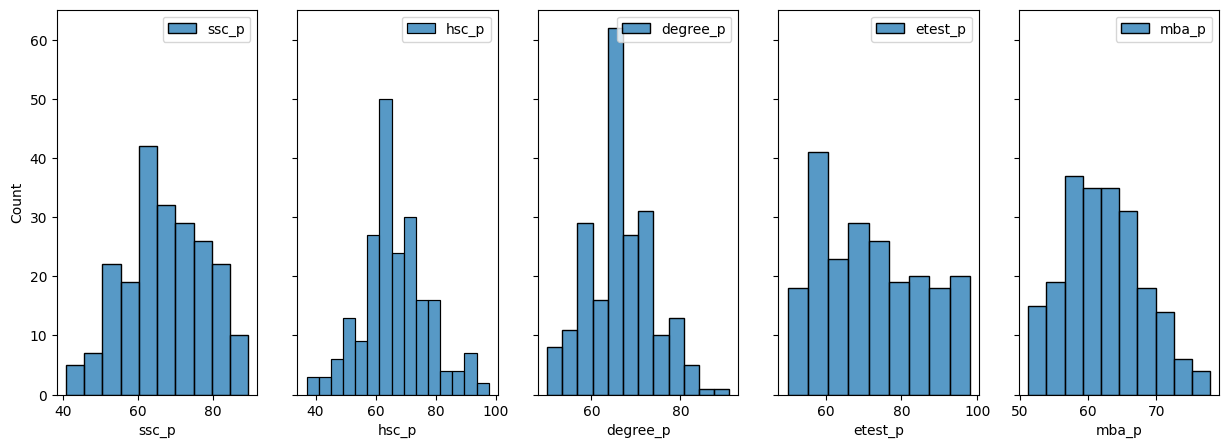 ssc_p
hsc_p
degree_p
etest_p
mba_p
60
50
40
30
20
10
0
Count
40 60 80
40 60 80 100
60 80
60 80 100
50 60 70
ssc_p
hsc_p
degree_p
etest_p
mba_p